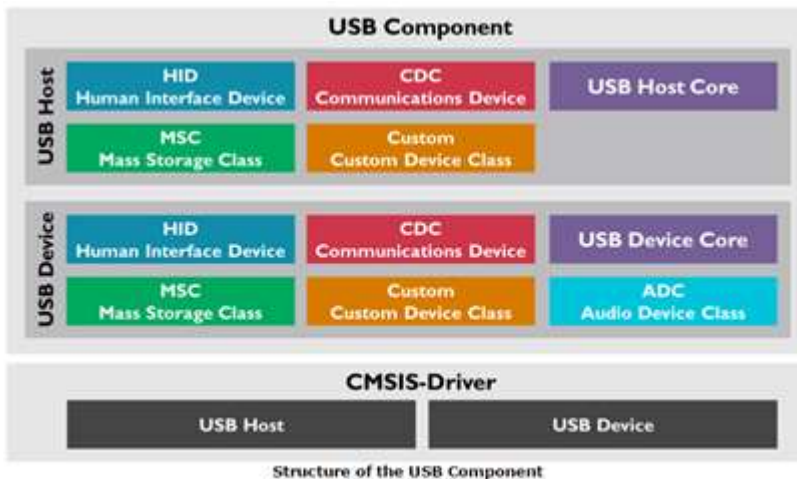 USB Component
USB Host
HID
Human Interface Device
CDC
Communications Device
USB Host Core
MSC
Mass Storage Class
Custom
Custom Device Class
USB Device
HID
Human Interface Device
CDC
Communications Device
USB Device Core
MSC
Mass Storage Class
Custom
Custom Device Class
ADC
Audio Device Class
CMSIS-Driver
USB Host
USB Device
Structure of the USB Component